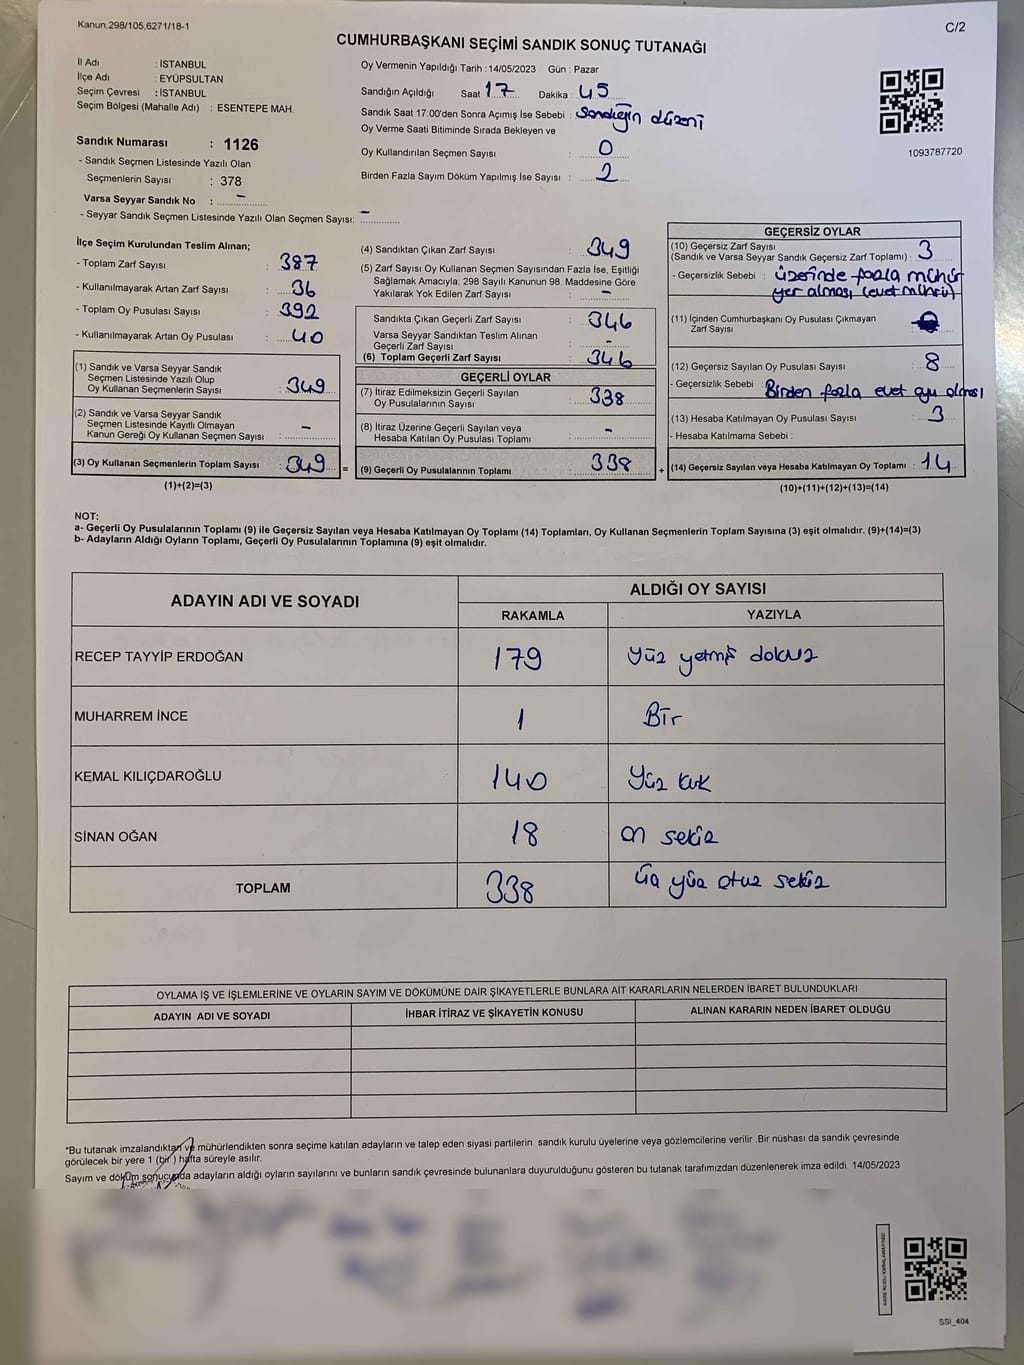 Kanun.298/105,6271/18-1
C/2
CUMHURBAŞKANI SEÇİMİ SANDIK SONUÇ TUTANAĞI
İl Adı : İSTANBUL
İlçe Adı : EYÜPSULTAN
Seçim Çevresi : İSTANBUL
Seçim Bölgesi (Mahalle Adı) : ESENTEPE MAH.
Sandık Numarası : 1126
- Sandık Seçmen Listesinde Yazılı Olan
Seçmenlerin Sayısı : 378
Varsa Seyyar Sandık No : -
- Seyyar Sandık Seçmen Listesinde Yazılı Olan Seçmen Sayısı: -
Oy Vermenin Yapıldığı Tarih : 14/05/2023 Gün : Pazar
Sandığın Açıldığı Saat 17 Dakika : 45
Sandık Saat 17:00'den Sonra Açımış İse Sebebi : Sandığın düzeni
Oy Verme Saati Bitiminde Sırada Bekleyen ve
Oy Kullandırılan Seçmen Sayısı : 0
Birden Fazla Sayım Döküm Yapılmış İse Sayısı : 2
1093787720
İlçe Seçim Kurulundan Teslim Alınan;
- Toplam Zarf Sayısı : 387
- Kullanılmayarak Artan Zarf Sayısı : 36
- Toplam Oy Pusulası Sayısı : 392
- Kullanılmayarak Artan Oy Pusulası : 40
(1) Sandık ve Varsa Seyyar Sandık
Seçmen Listesinde Yazılı Olup
Oy Kullanan Seçmenlerin Sayısı : 349
(2) Sandık ve Varsa Seyyar Sandık
Seçmen Listesinde Kayıtlı Olmayan
Kanun Gereği Oy Kullanan Seçmen Sayısı : -
(3) Oy Kullanan Seçmenlerin Toplam Sayısı : 349 =
(1)+(2)=(3)
(4) Sandıktan Çıkan Zarf Sayısı : 349
(5) Zarf Sayısı Oy Kullanan Seçmen Sayısından Fazla İse, Eşitliği
Sağlamak Amacıyla; 298 Sayılı Kanunun 98. Maddesine Göre
Yakılarak Yok Edilen Zarf Sayısı : -
Sandıkta Çıkan Geçerli Zarf Sayısı : 346
Varsa Seyyar Sandıktan Teslim Alınan
Geçerli Zarf Sayısı : -
(6) Toplam Geçerli Zarf Sayısı : 346
GEÇERLİ OYLAR
(7) İtiraz Edilmeksizin Geçerli Sayılan
Oy Pusulalarının Sayısı : 338
(8) İtiraz Üzerine Geçerli Sayılan veya
Hesaba Katılan Oy Pusulası Toplamı : -
(9) Geçerli Oy Pusulalarının Toplamı : 338 +
GEÇERSİZ OYLAR
(10) Geçersiz Zarf Sayısı
(Sandık ve Varsa Seyyar Sandık Geçersiz Zarf Toplamı) : 3
- Geçersizlik Sebebi : üzerinde fazla mühür
yer alması (evet mührü)
(11) İçinden Cumhurbaşkanı Oy Pusulası Çıkmayan
Zarf Sayısı :
(12) Geçersiz Sayılan Oy Pusulası Sayısı : 8
- Geçersizlik Sebebi : Birden fazla evet oyu olması
(13) Hesaba Katılmayan Oy Pusulası Sayısı : 3
- Hesaba Katılmama Sebebi :
(14) Geçersiz Sayılan veya Hesaba Katılmayan Oy Toplamı : 14
(10)+(11)+(12)+(13)=(14)
NOT:
a- Geçerli Oy Pusulalarının Toplamı (9) ile Geçersiz Sayılan veya Hesaba Katılmayan Oy Toplamı (14) Toplamları, Oy Kullanan Seçmenlerin Toplam Sayısına (3) eşit olmalıdır. (9)+(14)=(3)
b- Adayların Aldığı Oyların Toplamı, Geçerli Oy Pusulalarının Toplamına (9) eşit olmalıdır.
ADAYIN ADI VE SOYADI
ALDIĞI OY SAYISI
RAKAMLA YAZIYLA
RECEP TAYYİP ERDOĞAN 179 Yüz yetmiş dokuz
MUHARREM İNCE 1 Bir
KEMAL KILIÇDAROĞLU 140 Yüz kırk
SİNAN OĞAN 18 on sekiz
TOPLAM 338 üç yüz otuz sekiz
OYLAMA İŞ VE İŞLEMLERİNE VE OYLARIN SAYIM VE DÖKÜMÜNE DAİR ŞİKAYETLERLE BUNLARA AİT KARARLARIN NELERDEN İBARET BULUNDUKLARI
ADAYIN ADI VE SOYADI İHBAR İTİRAZ VE ŞİKAYETİN KONUSU ALINAN KARARIN NEDEN İBARET OLDUĞU
*Bu tutanak imzalandıktan ve mühürlendikten sonra seçime katılan adayların ve talep eden siyasi partilerin sandık kurulu üyelerine veya gözlemcilerine verilir .Bir nüshası da sandık çevresinde
görülecek bir yere 1 (bir ) hafta süreyle asılır.
Sayım ve döküm sonucunda adayların aldığı oyların sayılarını ve bunların sandık çevresinde bulunanlara duyurulduğunu gösteren bu tutanak tarafımızdan düzenlenerek imza edildi. 14/05/2023
SSI_404